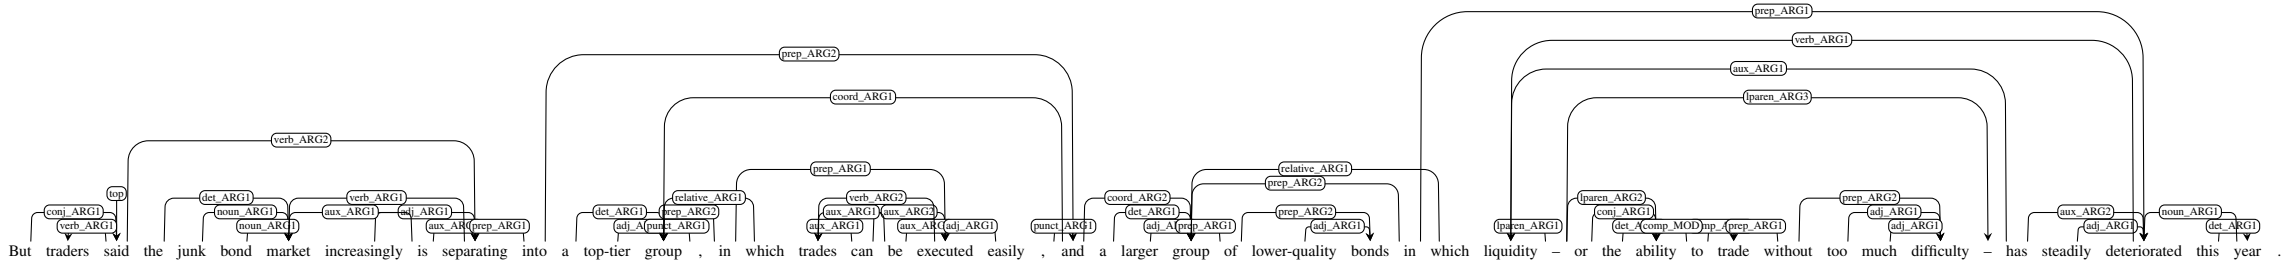 prep_ARG1
verb_ARG1
prep_ARG2
aux_ARG1
coord_ARG1 lparen_ARG3
verb_ARG2
prep_ARG1 relative_ARG1
prep_ARG2
top det_ARG1 verb_ARG1 relative_ARG1 verb_ARG2 coord_ARG2 lparen_ARG2 prep_ARG2
conj_ARG1 noun_ARG1 aux_ARG1 adj_ARG1 det_ARG1 prep_ARG2 aux_ARG1 aux_ARG2 det_ARG1 prep_ARG2 conj_ARG1 adj_ARG1 aux_ARG2 noun_ARG1
verb_ARG1 noun_ARG1 prep_ARG1 punct_ARG1 aux_ARG1 adj_ARG1 punct_ARG1 prep_ARG1 adj_ARG1 lparen_ARG1 comp_MOD prep_ARG1 adj_ARG1 adj_ARG1 det_ARG1
But traders said the junk bond market increasingly is separating into a top-tier group , in which trades can be executed easily , and a larger group of lower-quality bonds in which liquidity – or the ability to trade without too much difficulty – has steadily deteriorated this year .